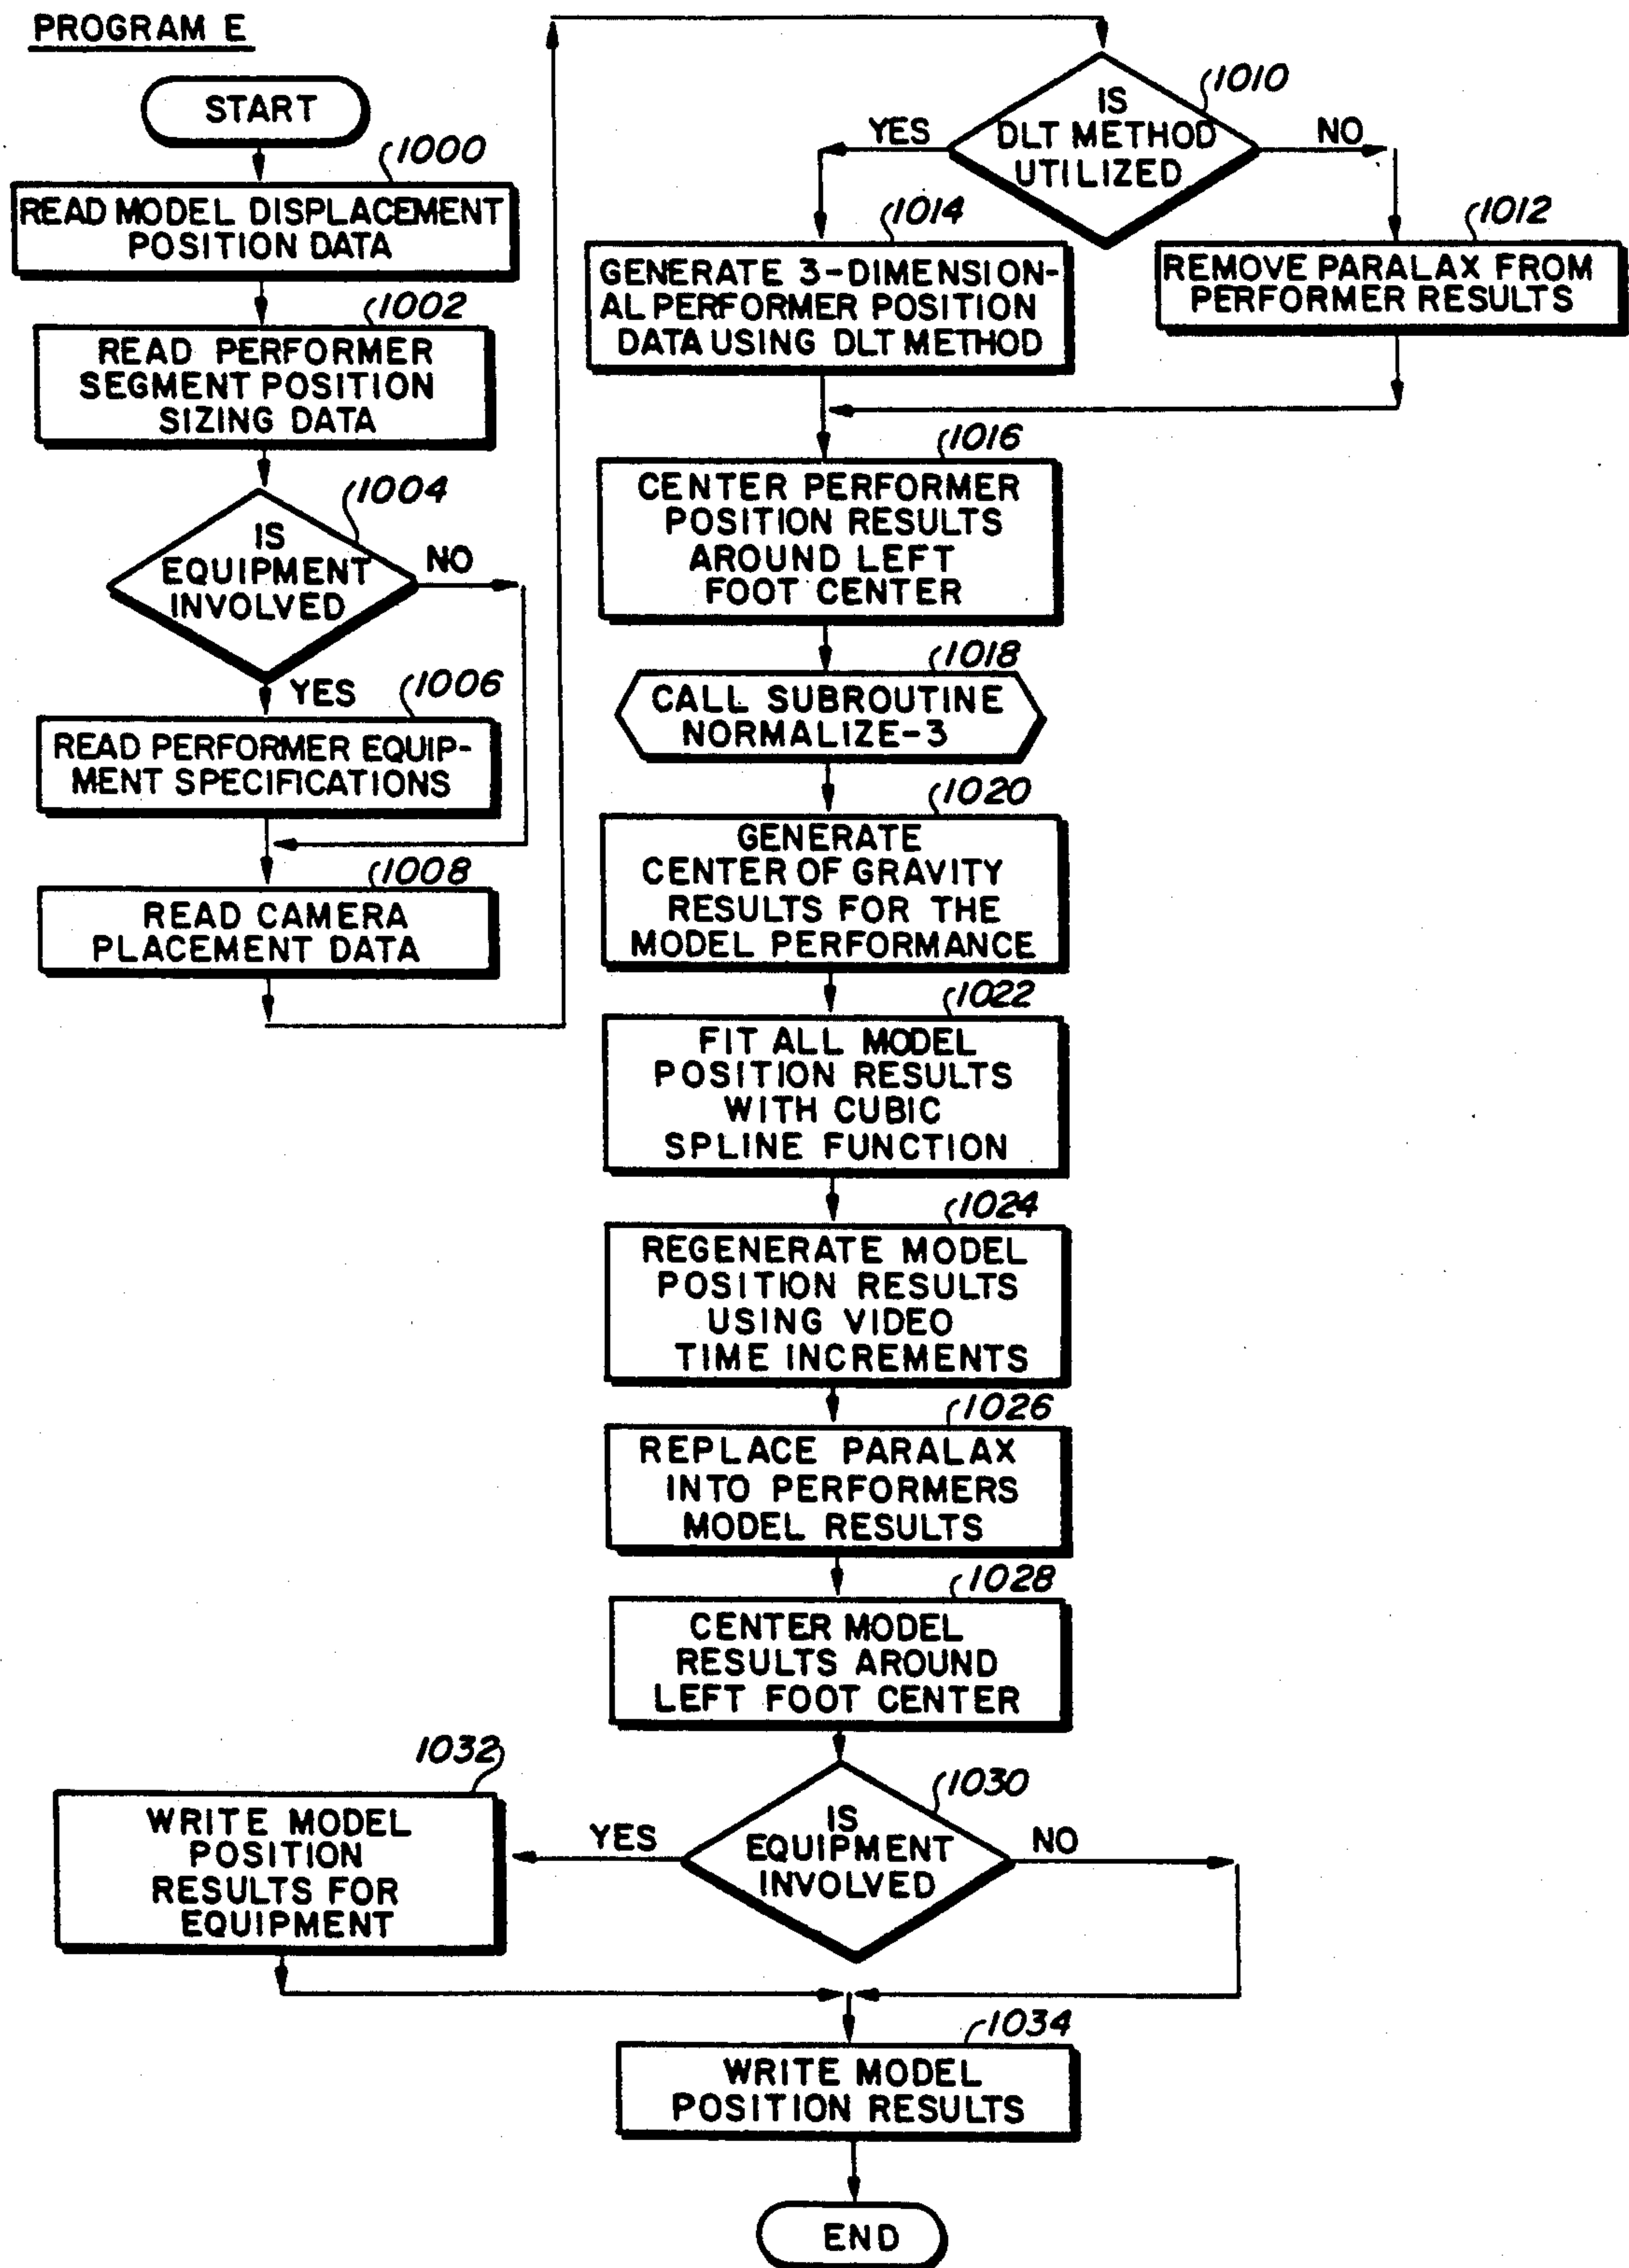 PROGRAM E
START
1000
READ MODEL DISPLACEMENT
POSITION DATA
1002
READ PERFORMER
SEGMENT POSITION
SIZING DATA
1004
IS
EQUIPMENT
INVOLVED
NO
YES
1006
READ PERFORMER EQUIP-
MENT SPECIFICATIONS
1008
READ CAMERA
PLACEMENT DATA
1010
IS
DLT METHOD
UTILIZED
YES
NO
1014
GENERATE 3-DIMENSION-
AL PERFORMER POSITION
DATA USING DLT METHOD
1012
REMOVE PARALAX FROM
PERFORMER RESULTS
1016
CENTER PERFORMER
POSITION RESULTS
AROUND LEFT
FOOT CENTER
1018
CALL SUBROUTINE
NORMALIZE-3
1020
GENERATE
CENTER OF GRAVITY
RESULTS FOR THE
MODEL PERFORMANCE
1022
FIT ALL MODEL
POSITION RESULTS
WITH CUBIC
SPLINE FUNCTION
1024
REGENERATE MODEL
POSITION RESULTS
USING VIDEO
TIME INCREMENTS
1026
REPLACE PARALAX
INTO PERFORMERS
MODEL RESULTS
1028
CENTER MODEL
RESULTS AROUND
LEFT FOOT CENTER
1030
IS
EQUIPMENT
INVOLVED
YES
NO
1032
WRITE MODEL
POSITION
RESULTS FOR
EQUIPMENT
1034
WRITE MODEL
POSITION RESULTS
END